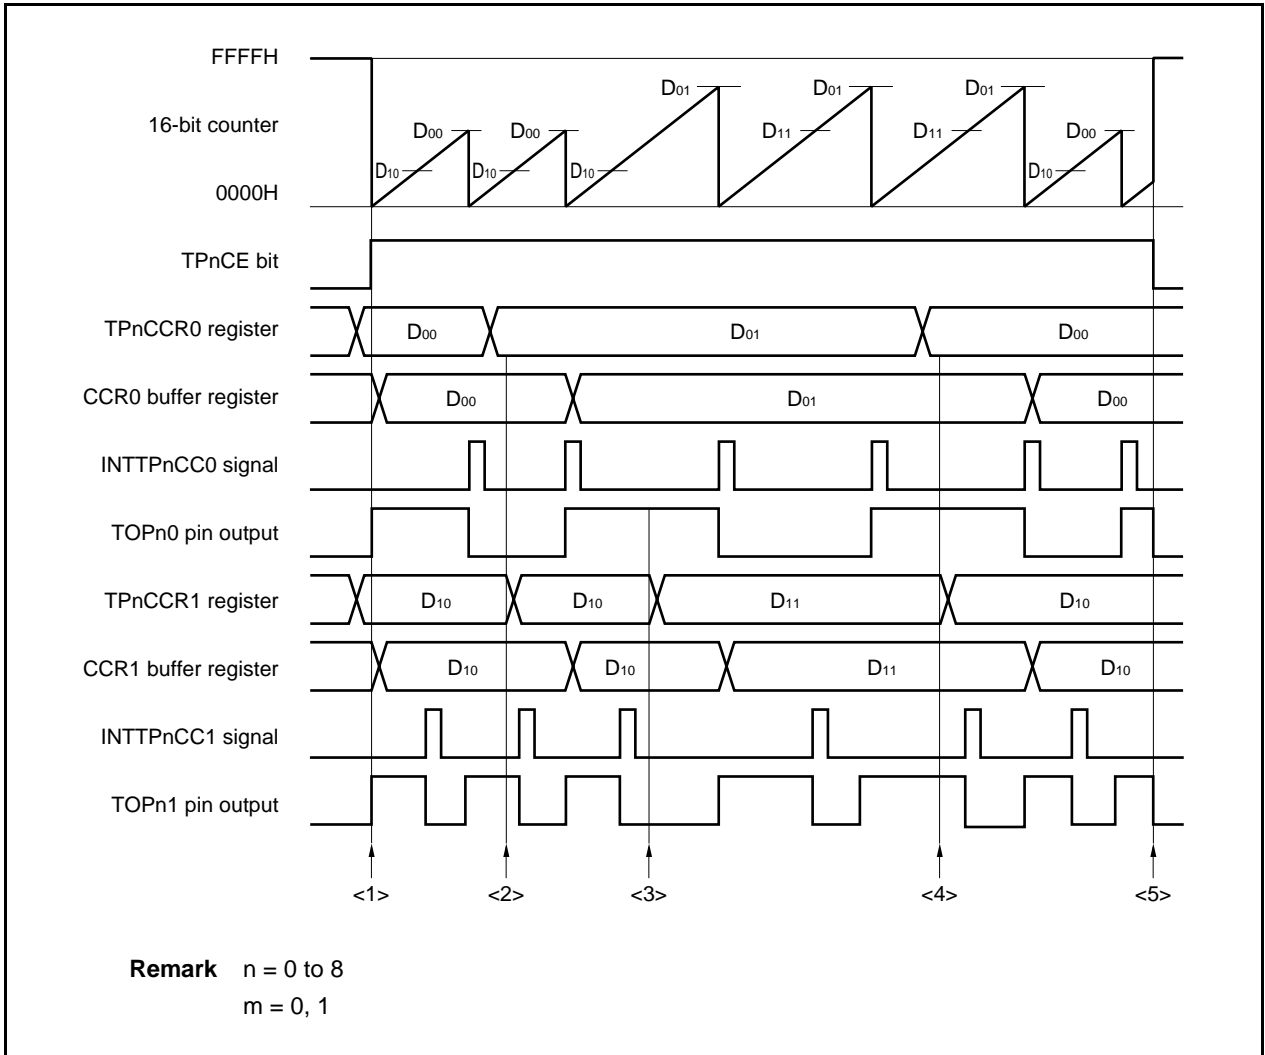 FFFFH
D01 D01 D01
16-bit counter
D00 D00 D11 D11 D00
D10 D10 D10 D10
0000H
TPnCE bit
TPnCCR0 register D00 D01 D00
CCR0 buffer register D00 D01 D00
INTTPnCC0 signal
TOPn0 pin output
TPnCCR1 register D10 D10 D11 D10
CCR1 buffer register D10 D10 D11 D10
INTTPnCC1 signal
TOPn1 pin output
<1> <2> <3> <4> <5>
Remark n = 0 to 8
m = 0, 1